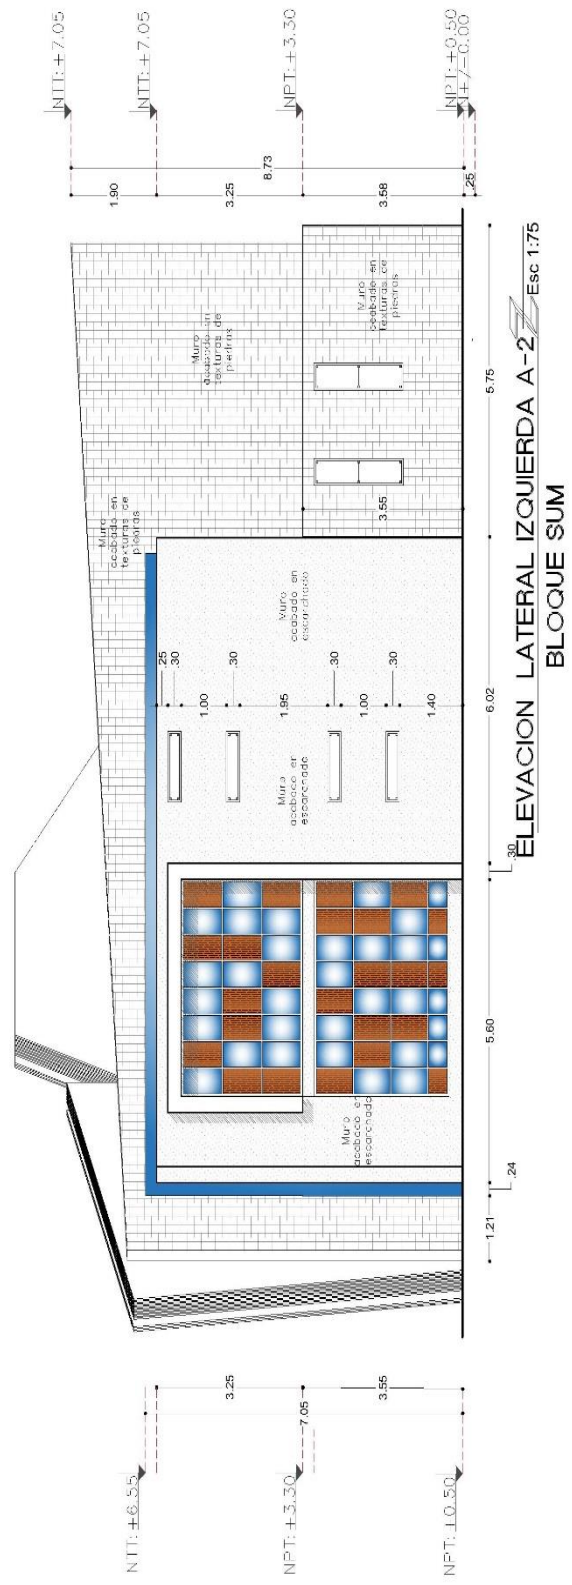 NTT: +6.55
NPT: +3.30
NPT: +0.50
3.25
7.05
3.55
Muro
acabado en
texturas de
piedras
Muro
acabado en
texturas de
piedras
Muro
acabado en
texturas de
piedras
Muro
acabado en
escarchado
Muro
acabado en
escarchado
Muro
acabado en
escarchado
.25
.30
1.00
.30
1.95
.30
1.00
.30
1.40
3.55
1.21
.24
5.60
.30
6.02
5.75
NTT: +7.05
NTT: +7.05
NPT: +3.30
NPT: +0.50
N+/-0.00
1.90
3.25
8.73
3.58
.25
ELEVACION LATERAL IZQUIERDA A-2
Esc 1:75
BLOQUE SUM